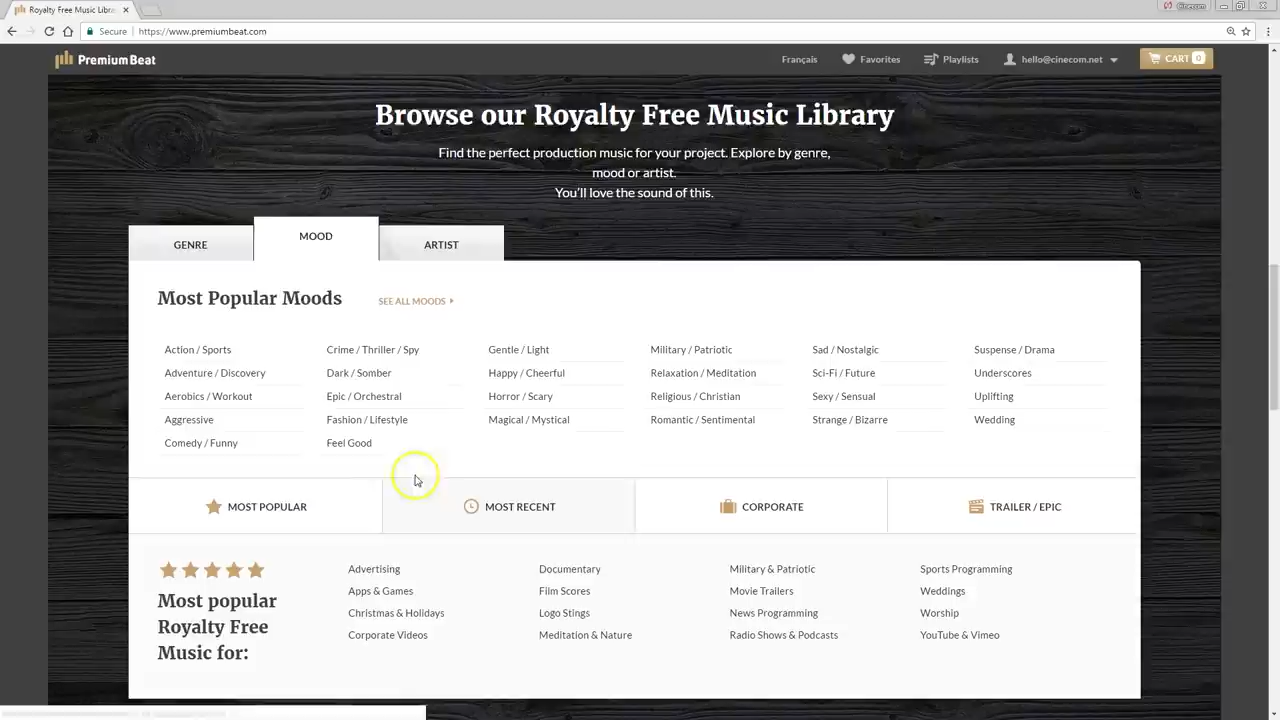 Royalty Free Music Libra
Secure
https://www.premiumbeat.com
Cinecom
PremiumBeat
Français
Favorites
Playlists
hello@cinecom.net
CART 0
Browse our Royalty Free Music Library
Find the perfect production music for your project. Explore by genre,
mood or artist.
You'll love the sound of this.
GENRE
MOOD
ARTIST
Most Popular Moods
SEE ALL MOODS
Action / Sports
Crime / Thriller / Spy
Gentle / Light
Military / Patriotic
Sad / Nostalgic
Suspense / Drama
Adventure / Discovery
Dark / Somber
Happy / Cheerful
Relaxation / Meditation
Sci-Fi / Future
Underscores
Aerobics / Workout
Epic / Orchestral
Horror / Scary
Religious / Christian
Sexy / Sensual
Uplifting
Aggressive
Fashion / Lifestyle
Magical / Mystical
Romantic / Sentimental
Strange / Bizarre
Wedding
Comedy / Funny
Feel Good
MOST POPULAR
MOST RECENT
CORPORATE
TRAILER / EPIC
Most popular
Royalty Free
Music for:
Advertising
Documentary
Military & Patriotic
Sports Programming
Apps & Games
Film Scores
Movie Trailers
Weddings
Christmas & Holidays
Logo Stings
News Programming
Worship
Corporate Videos
Meditation & Nature
Radio Shows & Podcasts
YouTube & Vimeo